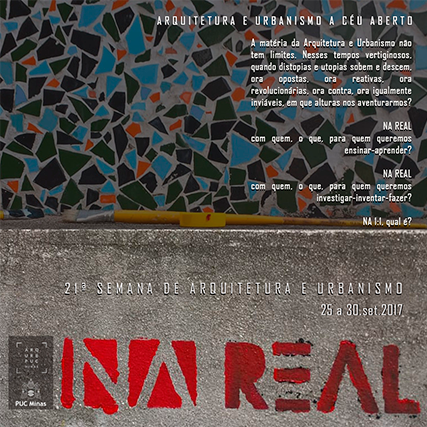 ARQUITETURA E URBANISMO A CÉU ABERTO
A matéria da Arquitetura e Urbanismo não
tem limites. Nesses tempos vertiginosos,
quando distopias e utopias sobem e descem,
ora opostas, ora reativas, ora
revolucionárias, ora contra, ora igualmente
inviáveis, em que alturas nos aventurarmos?
NA REAL
com quem, o que, para quem queremos
ensinar-aprender?
NA REAL
com quem, o que, para quem queremos
investigar-inventar-fazer?
NA 1:1, qual é?
21ª SEMANA DE ARQUITETURA E URBANISMO
25 a 30.set.2017
PUC Minas
NA REAL